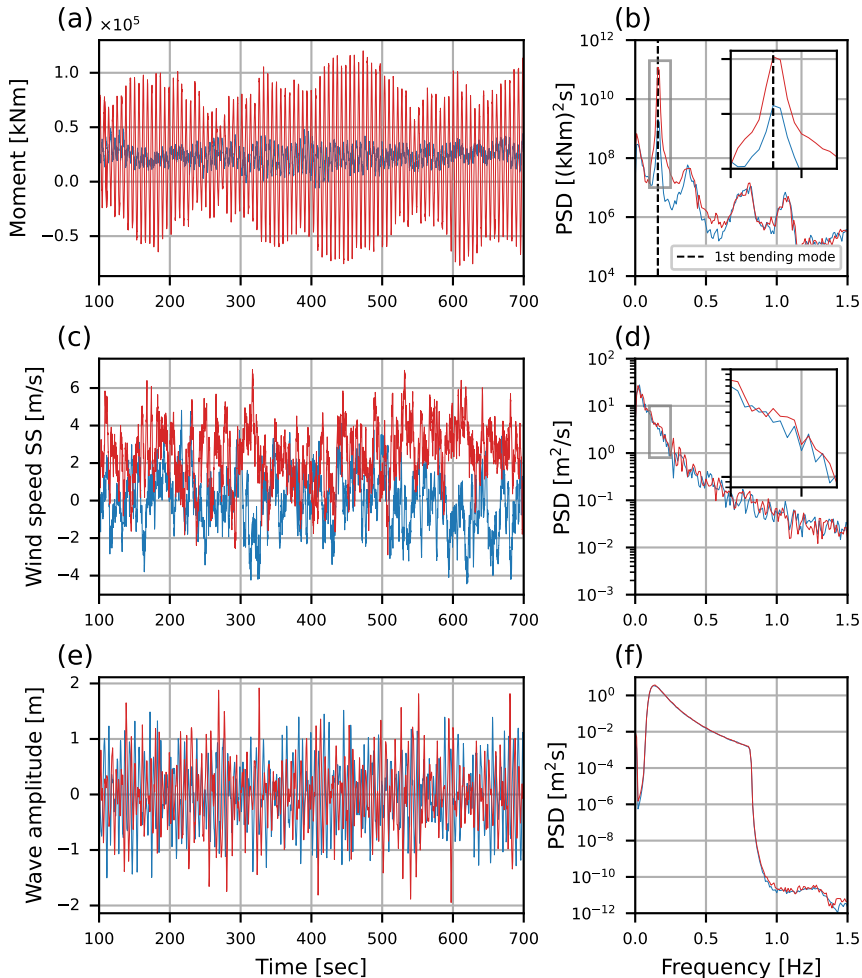 (a)
×10⁵
Moment [kNm]
1.0
0.5
0.0
−0.5
100 200 300 400 500 600 700
(b)
PSD [(kNm)²s]
10¹²
10¹⁰
10⁸
10⁶
10⁴
1st bending mode
0.0 0.5 1.0 1.5
(c)
Wind speed SS [m/s]
6
4
2
0
−2
−4
100 200 300 400 500 600 700
(d)
PSD [m²/s]
10²
10¹
10⁰
10⁻¹
10⁻²
10⁻³
0.0 0.5 1.0 1.5
(e)
Wave amplitude [m]
2
1
0
−1
−2
100 200 300 400 500 600 700
Time [sec]
(f)
PSD [m²s]
10⁰
10⁻²
10⁻⁴
10⁻⁶
10⁻⁸
10⁻¹⁰
10⁻¹²
0.0 0.5 1.0 1.5
Frequency [Hz]